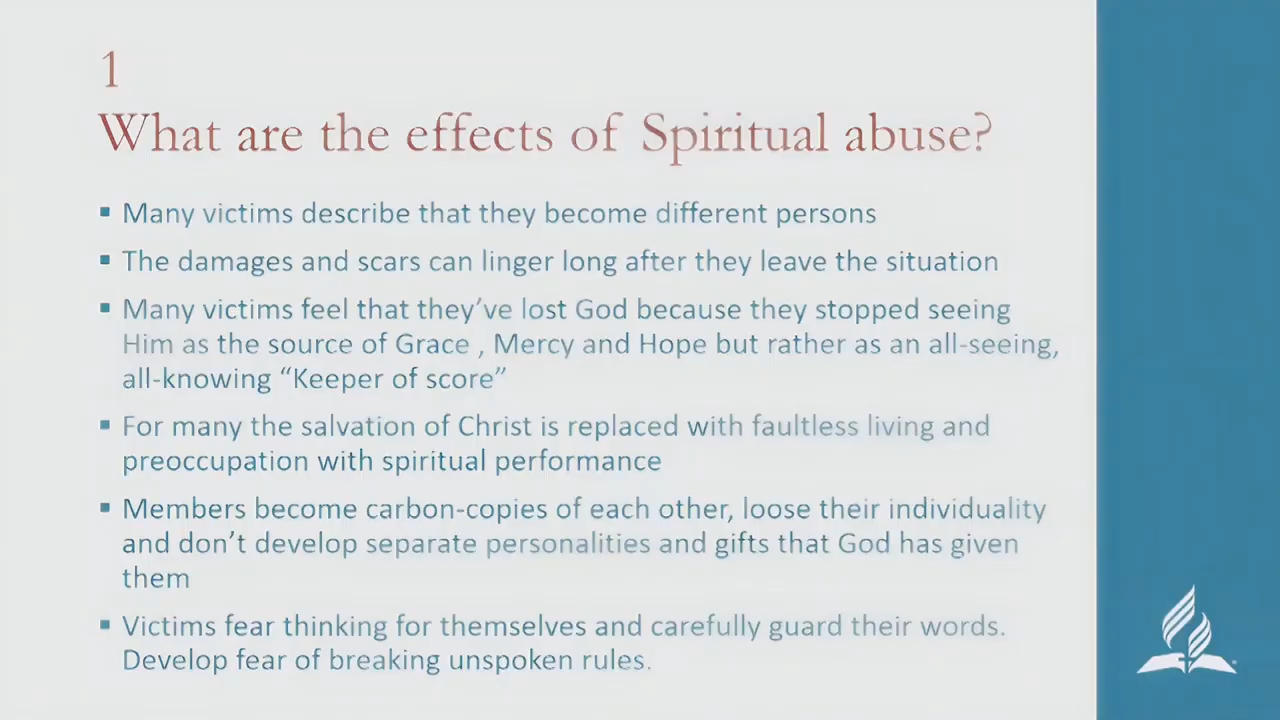 1
What are the effects of Spiritual abuse?
▪ Many victims describe that they become different persons
▪ The damages and scars can linger long after they leave the situation
▪ Many victims feel that they’ve lost God because they stopped seeing
Him as the source of Grace , Mercy and Hope but rather as an all-seeing,
all-knowing “Keeper of score”
▪ For many the salvation of Christ is replaced with faultless living and
preoccupation with spiritual performance
▪ Members become carbon-copies of each other, loose their individuality
and don’t develop separate personalities and gifts that God has given
them
▪ Victims fear thinking for themselves and carefully guard their words.
Develop fear of breaking unspoken rules.